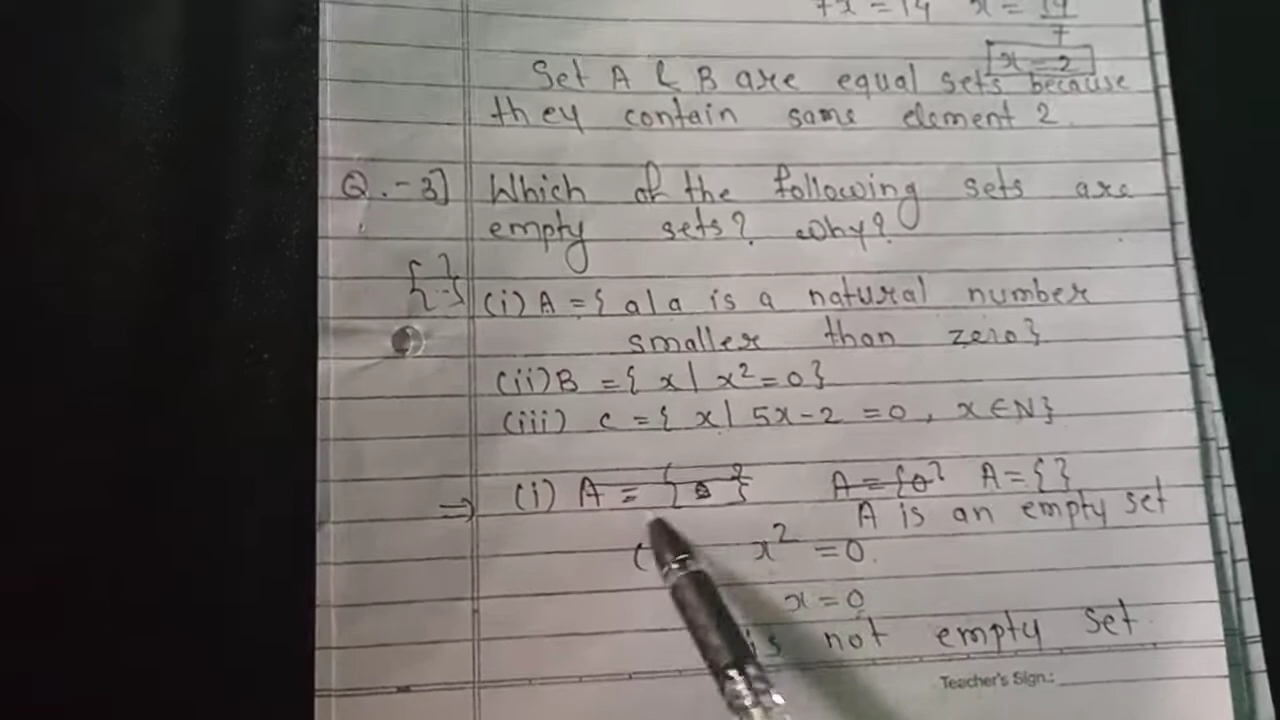 7x = 14 x = 14
7
x = 2
Set A & B are equal sets because
they contain same element 2
Q.-3] Which of the following sets are
empty sets? Why?
{ }
(i) A = {a|a is a natural number
smaller than zero}
(ii) B = { x | x² = 0 }
(iii) c = { x | 5x - 2 = 0, x ∈ N}
⇒ (i) A = { } A = {0} A = { }
A is an empty set
( x² = 0.
x = 0
is not empty set.
Teacher's Sign.: